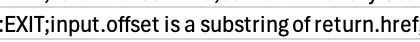 :EXIT;input.offset is a substring of return.href